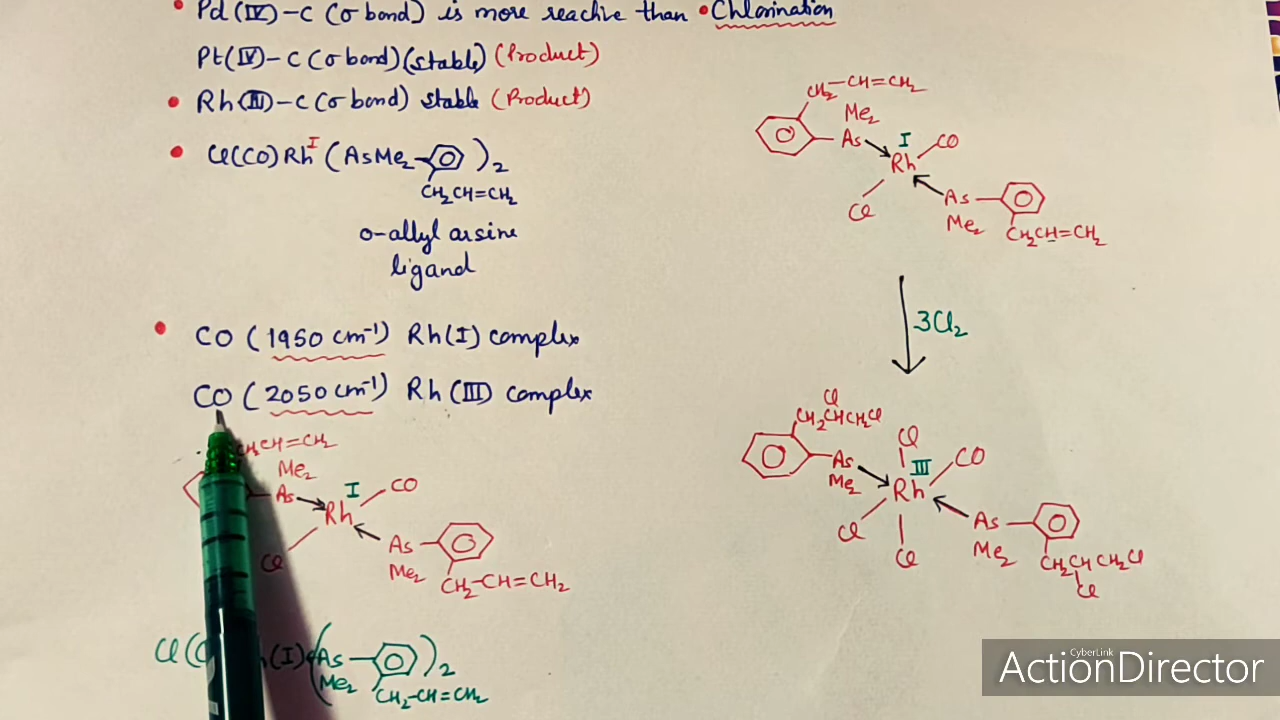 • Pd(IV)-C (σ bond) is more reactive than
Pt(IV)-C (σ bond) (stable) (Product)
• Rh(III)-C (σ bond) stable (Product)
• Cl(CO)Rh^I (AsMe2-)2
CH2CH=CH2
o-allyl arsine
ligand
• CO (1950 cm⁻¹) Rh(I) complex
CO (2050 cm⁻¹) Rh(III) complex
CH=CH2
Me2
As
I
Rh
CO
Cl
As
Me2
CH2-CH=CH2
Cl(
(I)
(As
Me2
)2
CH2-CH=CH2
• Chlorination
CH2-CH=CH2
Me2
As
I
Rh
CO
Cl
As
Me2
CH2CH=CH2
3Cl2
Cl
CH2CHCH2Cl
As
Me2
Cl
III
Rh
CO
Cl
Cl
As
Me2
CH2CHCH2Cl
Cl
CyberLink
ActionDirector